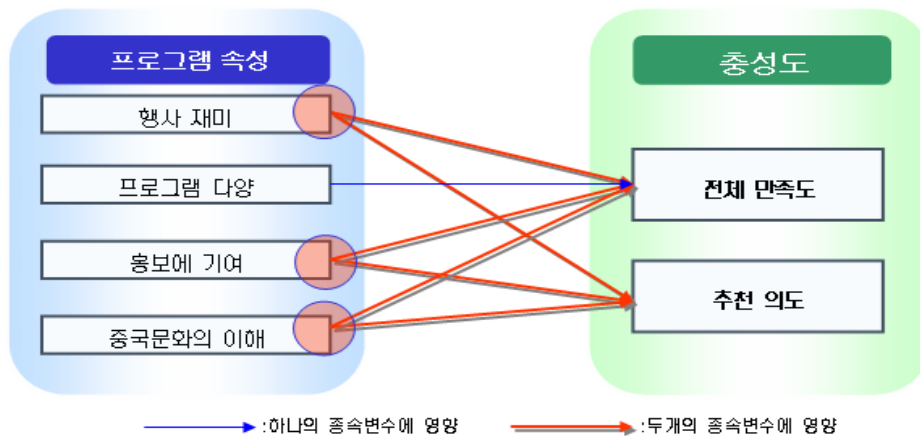 프로그램 속성
충성도
행사 재미
프로그램 다양
전체 만족도
홍보에 기여
추천 의도
중국문화의 이해
:하나의 종속변수에 영향
:두개의 종속변수에 영향